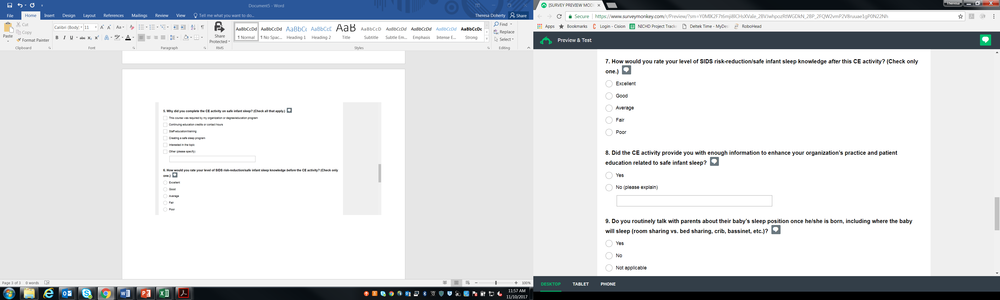 Document5 - Word
File Home Insert Design Layout References Mailings Review View Tell me what you want to do... Theresa Doherty Share
Paste
Cut
Copy
Format Painter
Clipboard
Calibri (Body) 11
Font
Paragraph
Share
Protected
RMS
AaBbCcDd AaBbCcDd AaBbCc AaBbCcC AaB AaBbCcD AaBbCcDd AaBbCcDd AaBbCcDd AaBbCcDc
¶ Normal ¶ No Spac... Heading 1 Heading 2 Title Subtitle Subtle Em... Emphasis Intense E... Strong
Styles
Find
Replace
Select
Editing
5. Why did you complete the CE activity on safe infant sleep? (Check all that apply.)
This course was required by my organization or degree/education program
Continuing education credits or contact hours
Staff education/training
Creating a safe sleep program
Interested in the topic
Other (please specify)
6. How would you rate your level of SIDS risk-reduction/safe infant sleep knowledge before the CE activity? (Check only
one.)
Excellent
Good
Average
Fair
Poor
Page 3 of 3 0 words
100%
11:57 AM
11/10/2017
[SURVEY PREVIEW MOD
Theresa
Secure
Apps Bookmarks Login - Cision NICHD Project Tracke Deltek Time - MyDes RoboHead
Preview & Test
7. How would you rate your level of SIDS risk-reduction/safe infant sleep knowledge after this CE activity? (Check only
one.)
Excellent
Good
Average
Fair
Poor
8. Did the CE activity provide you with enough information to enhance your organization's practice and patient
education related to safe infant sleep?
Yes
No (please explain)
9. Do you routinely talk with parents about their baby's sleep position once he/she is born, including where the baby
will sleep (room sharing vs. bed sharing, crib, bassinet, etc.)?
Yes
No
Not applicable
DESKTOP TABLET PHONE